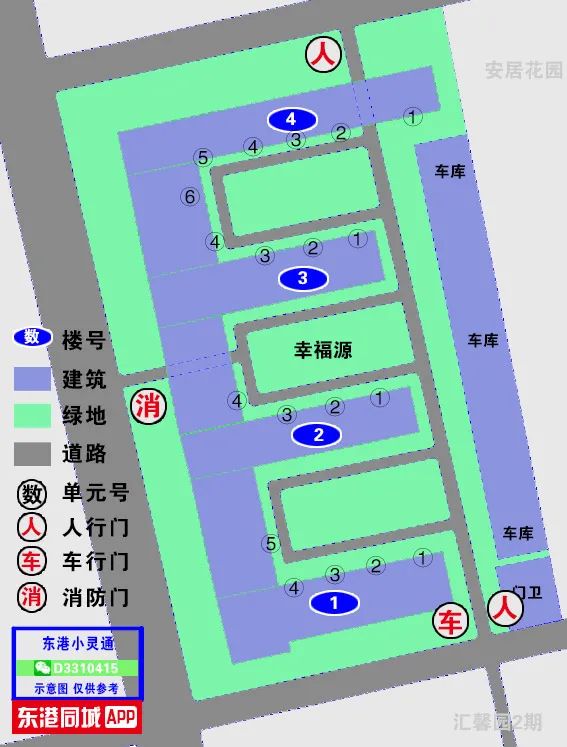 人
安居花园
4
①
②
③
④
⑤
车库
⑥
④
③
②
①
3
数 楼号
车库
幸福源
建筑
消
④
③
②
①
2
绿地
道路
数 单元号
人 人行门
车 车行门
消 消防门
车库
⑤
④
③
②
①
1
门卫
人
车
东港小灵通
D3310415
示意图 仅供参考
东港同城APP
汇馨园2期